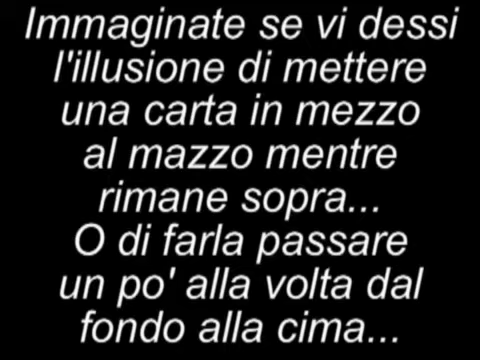 Immaginate se vi dessi
l'illusione di mettere
una carta in mezzo
al mazzo mentre
rimane sopra...
O di farla passare
un po' alla volta dal
fondo alla cima...